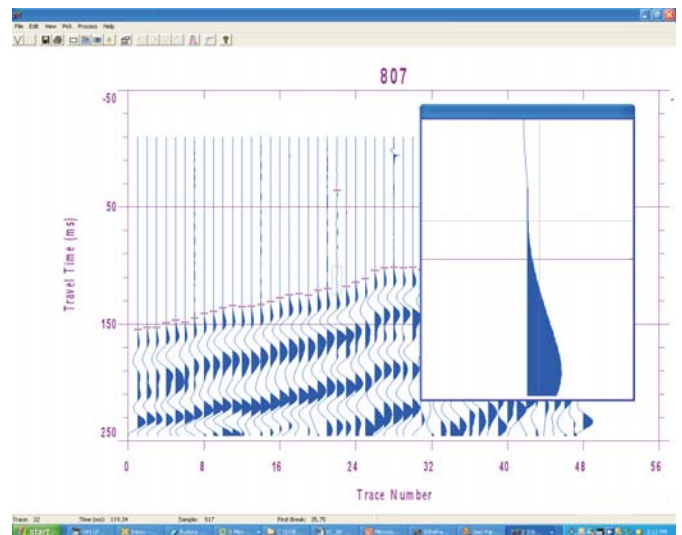 File Edit View Pick Process Help
807
-50
50
150
250
Travel Time (ms)
0 8 16 24 32 40 48 56
Trace Number
Trace: 22 Time (ms): 119.34 Sample: 517 First Break: 35.75
start